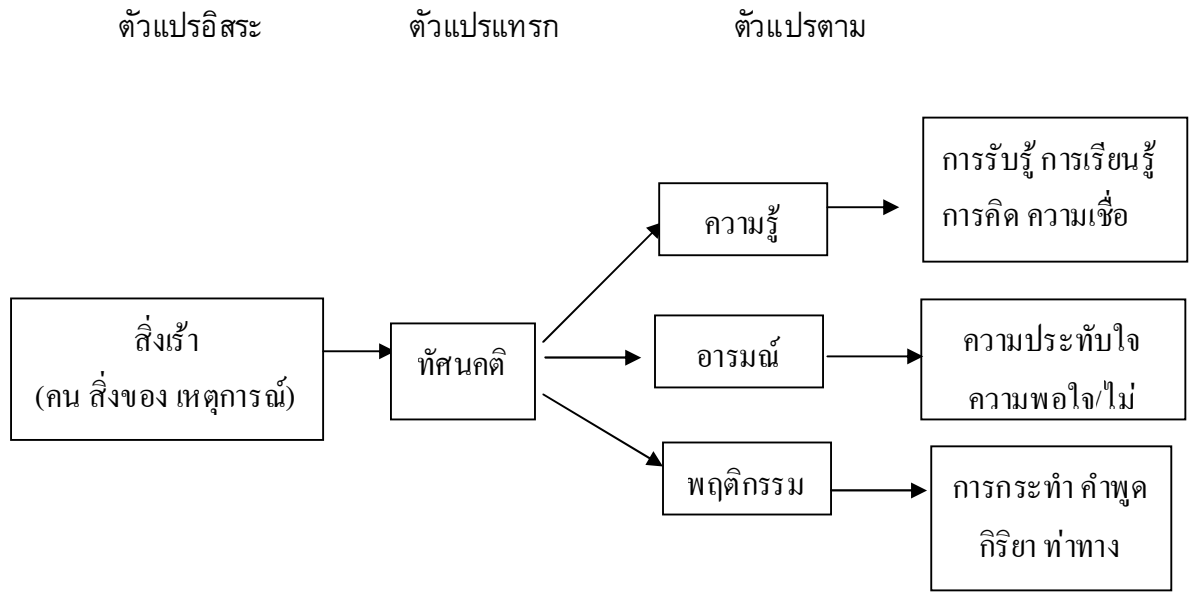 ตัวแปรอิสระ ตัวแปรแทรก ตัวแปรตาม
สิ่งเร้า
(คน สิ่งของ เหตุการณ์)
ทัศนคติ
ความรู้
การรับรู้ การเรียนรู้
การคิด ความเชื่อ
อารมณ์
ความประทับใจ
ความพอใจ/ไม่
พฤติกรรม
การกระทำ คำพูด
กิริยา ท่าทาง